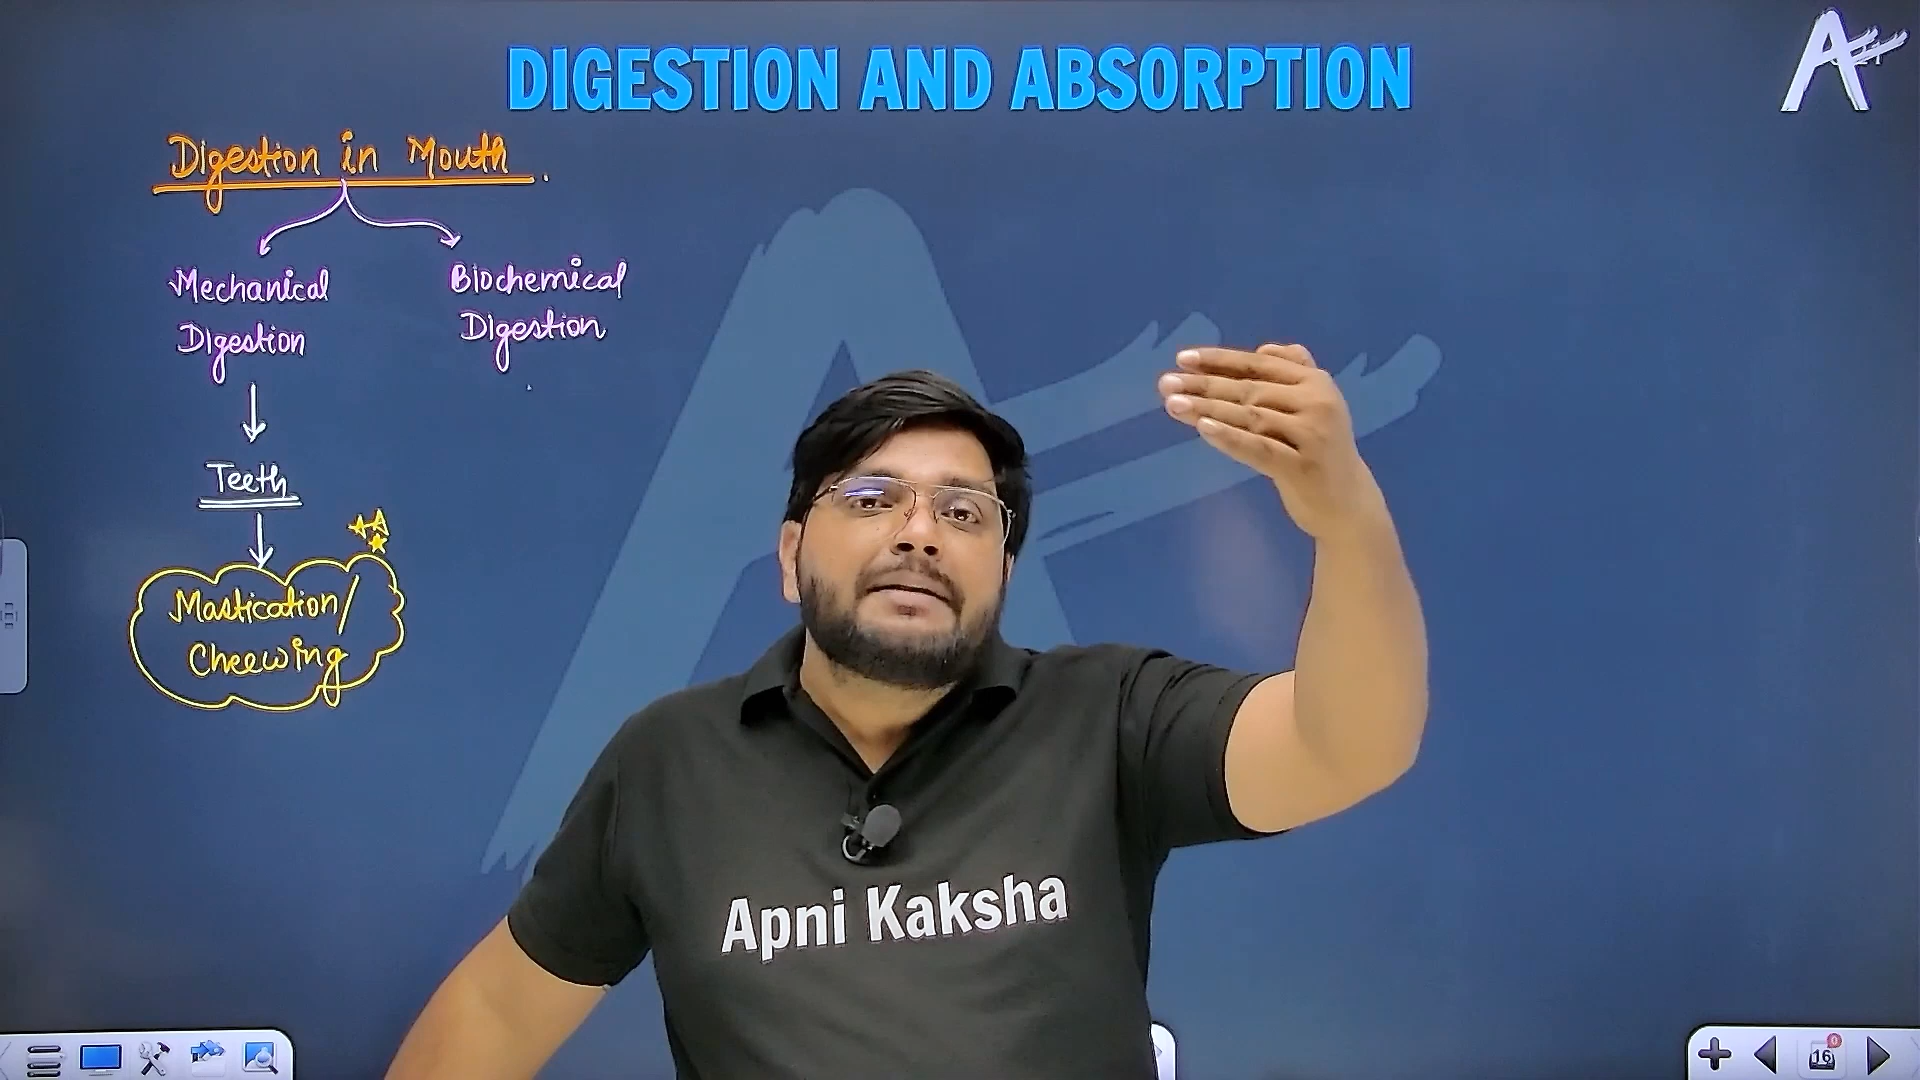 DIGESTION AND ABSORPTION
Digestion in Mouth.
Mechanical
Digestion
Biochemical
Digestion
Teeth
Mastication/
Cheewing
Apni Kaksha
16